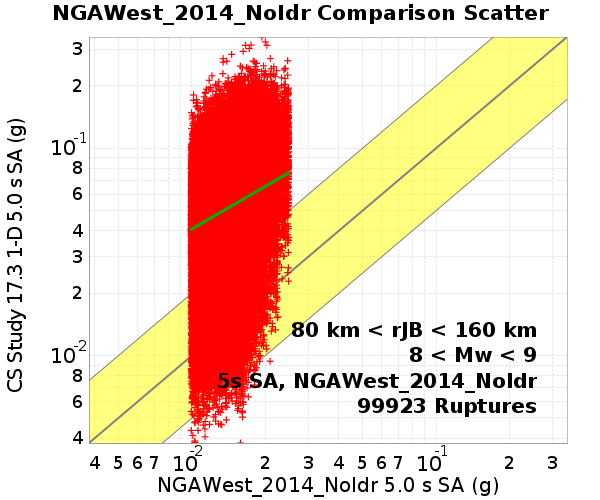 NGAWest_2014_NoIdr Comparison Scatter
CS Study 17.3 1-D 5.0 s SA (g)
3
2
10-1
8
6
4
3
2
10-2
8
6
4
80 km < rJB < 160 km
8 < Mw < 9
5s SA, NGAWest_2014_NoIdr
99923 Ruptures
4 5 6 7 10-2 2 3 4 5 6 7 10-1 2 3
NGAWest_2014_NoIdr 5.0 s SA (g)